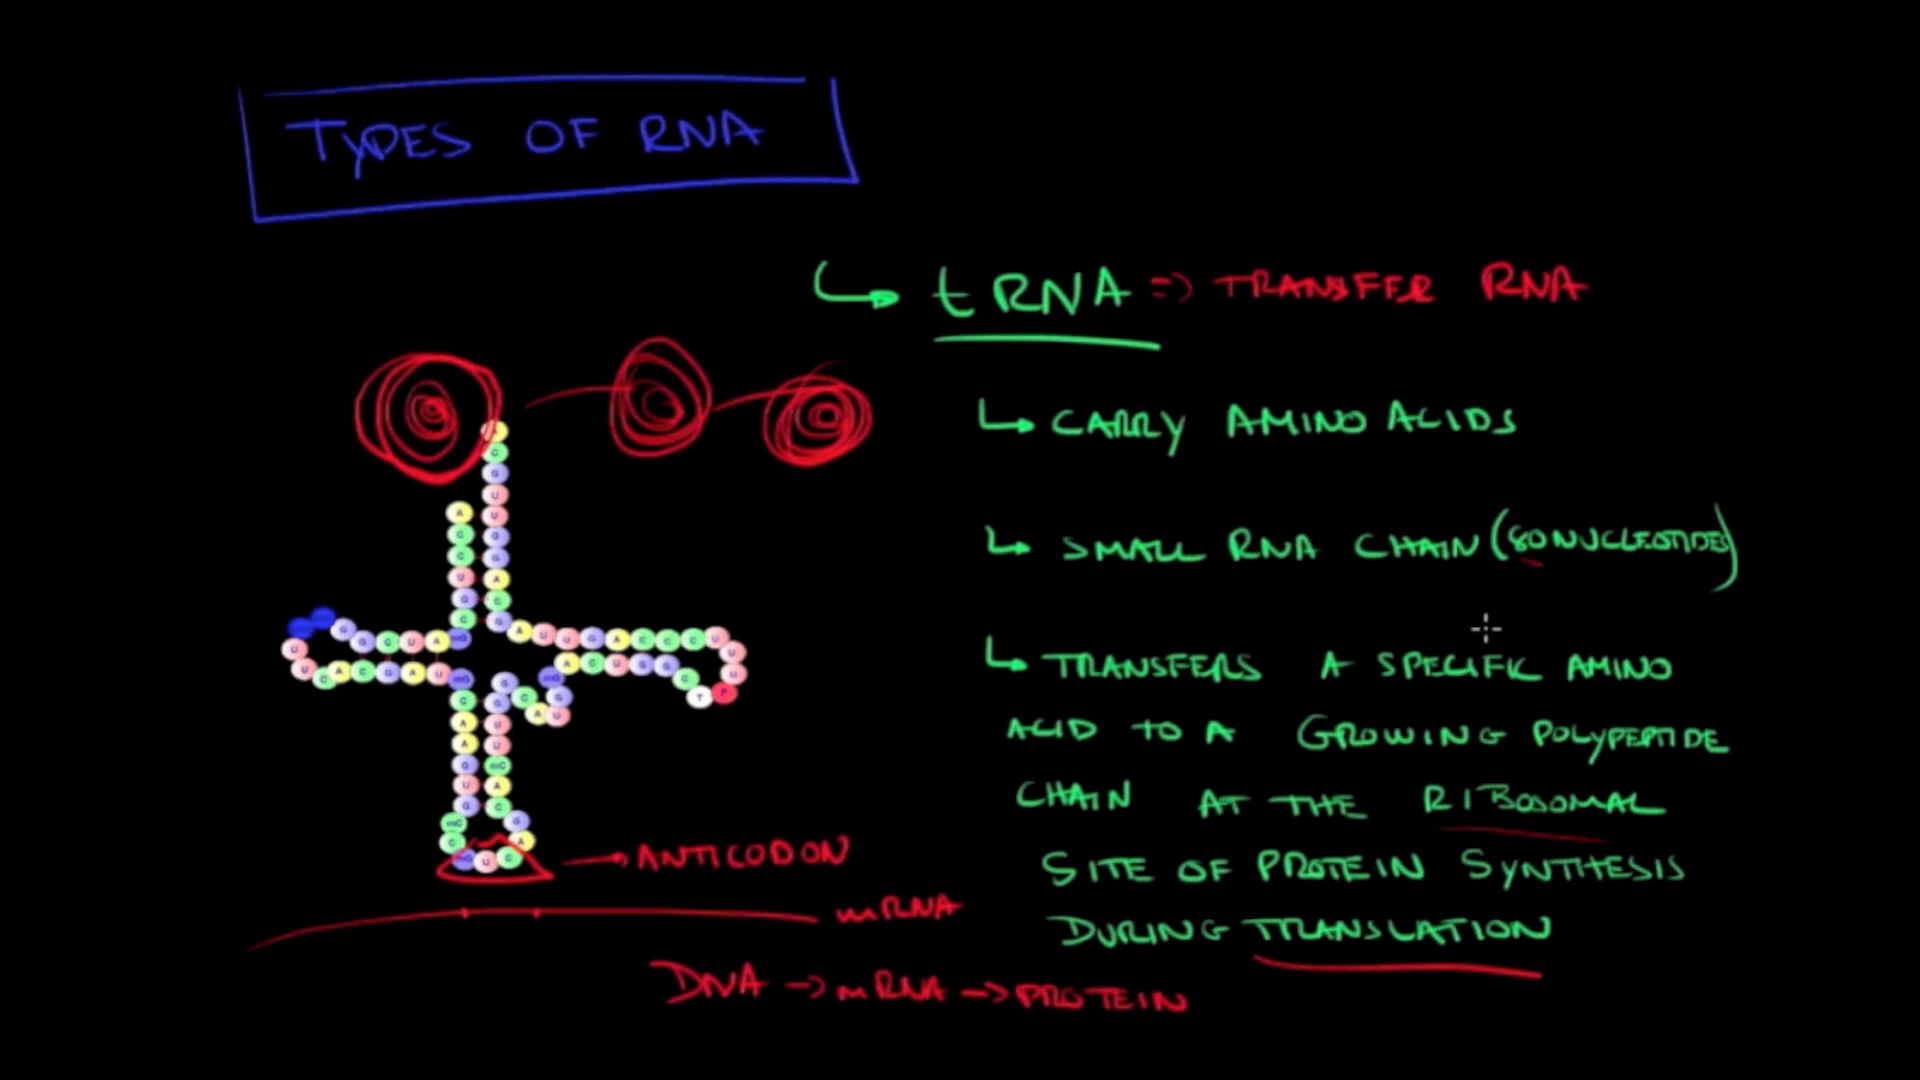 TYPES OF RNA
↳ tRNA => TRANSFER RNA
↳ CARRY AMINO ACIDS
↳ SMALL RNA CHAIN (80 NUCLEOTIDES)
↳ TRANSFERS A SPECIFIC AMINO
ACID TO A GROWING POLYPEPTIDE
CHAIN AT THE RIBOSOMAL
SITE OF PROTEIN SYNTHESIS
DURING TRANSLATION
→ ANTICODON
mRNA
DNA → mRNA → PROTEIN